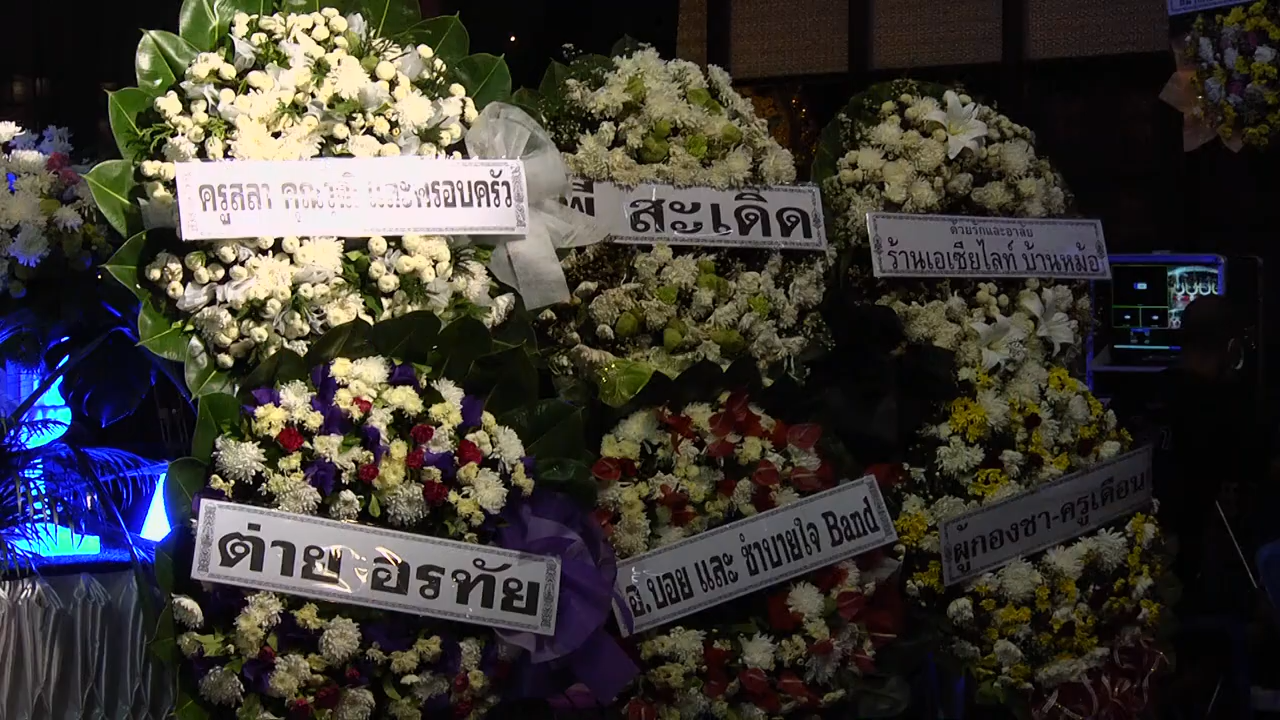 ครูสลา คุณวุฒิ และครอบครัว
พี่ สะเดิด
ด้วยรักและอาลัย
ร้านเอเซียไลท์ บ้านหม้อ
ต่าย อรทัย
อ.บอย และ ซำบายใจ Band
ผู้กองชา-ครูเดือน